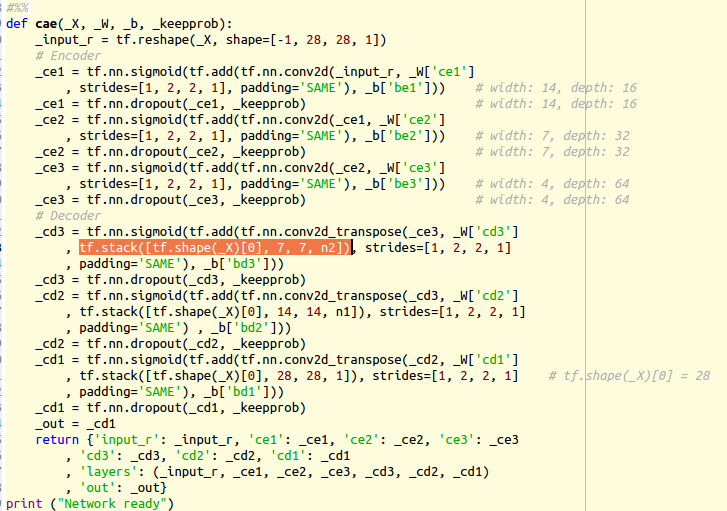 #%%
def cae(_X, _W, _b, _keepprob):
    _input_r = tf.reshape(_X, shape=[-1, 28, 28, 1])
    # Encoder
    _ce1 = tf.nn.sigmoid(tf.add(tf.nn.conv2d(_input_r, _W['ce1']
        , strides=[1, 2, 2, 1], padding='SAME'), _b['be1']))    # width: 14, depth: 16
    _ce1 = tf.nn.dropout(_ce1, _keepprob)                       # width: 14, depth: 16
    _ce2 = tf.nn.sigmoid(tf.add(tf.nn.conv2d(_ce1, _W['ce2']
        , strides=[1, 2, 2, 1], padding='SAME'), _b['be2']))    # width: 7, depth: 32
    _ce2 = tf.nn.dropout(_ce2, _keepprob)                       # width: 7, depth: 32
    _ce3 = tf.nn.sigmoid(tf.add(tf.nn.conv2d(_ce2, _W['ce3']
        , strides=[1, 2, 2, 1], padding='SAME'), _b['be3']))    # width: 4, depth: 64
    _ce3 = tf.nn.dropout(_ce3, _keepprob)                       # width: 4, depth: 64
    # Decoder
    _cd3 = tf.nn.sigmoid(tf.add(tf.nn.conv2d_transpose(_ce3, _W['cd3']
        , tf.stack([tf.shape(_X)[0], 7, 7, n2]), strides=[1, 2, 2, 1]
        , padding='SAME'), _b['bd3']))
    _cd3 = tf.nn.dropout(_cd3, _keepprob)
    _cd2 = tf.nn.sigmoid(tf.add(tf.nn.conv2d_transpose(_cd3, _W['cd2']
        , tf.stack([tf.shape(_X)[0], 14, 14, n1]), strides=[1, 2, 2, 1]
        , padding='SAME') , _b['bd2']))
    _cd2 = tf.nn.dropout(_cd2, _keepprob)
    _cd1 = tf.nn.sigmoid(tf.add(tf.nn.conv2d_transpose(_cd2, _W['cd1']
        , tf.stack([tf.shape(_X)[0], 28, 28, 1]), strides=[1, 2, 2, 1]    # tf.shape(_X)[0] = 28
        , padding='SAME'), _b['bd1']))
    _cd1 = tf.nn.dropout(_cd1, _keepprob)
    _out = _cd1
    return {'input_r': _input_r, 'ce1': _ce1, 'ce2': _ce2, 'ce3': _ce3
        , 'cd3': _cd3, 'cd2': _cd2, 'cd1': _cd1
        , 'layers': (_input_r, _ce1, _ce2, _ce3, _cd3, _cd2, _cd1)
        , 'out': _out}
print ("Network ready")